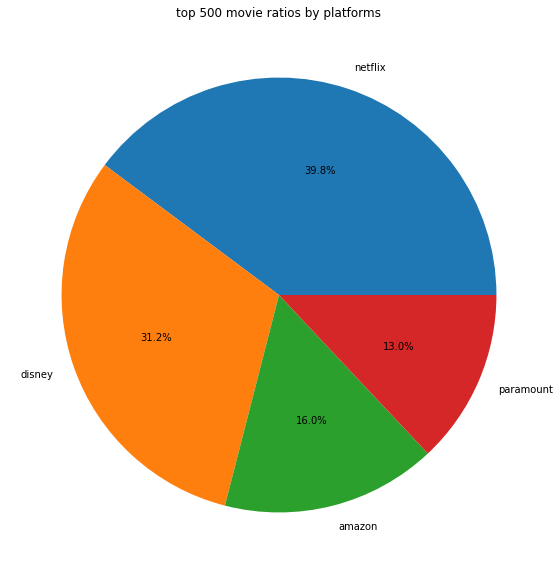 top 500 movie ratios by platforms
netflix
39.8%
31.2%
disney
13.0%
paramount
16.0%
amazon